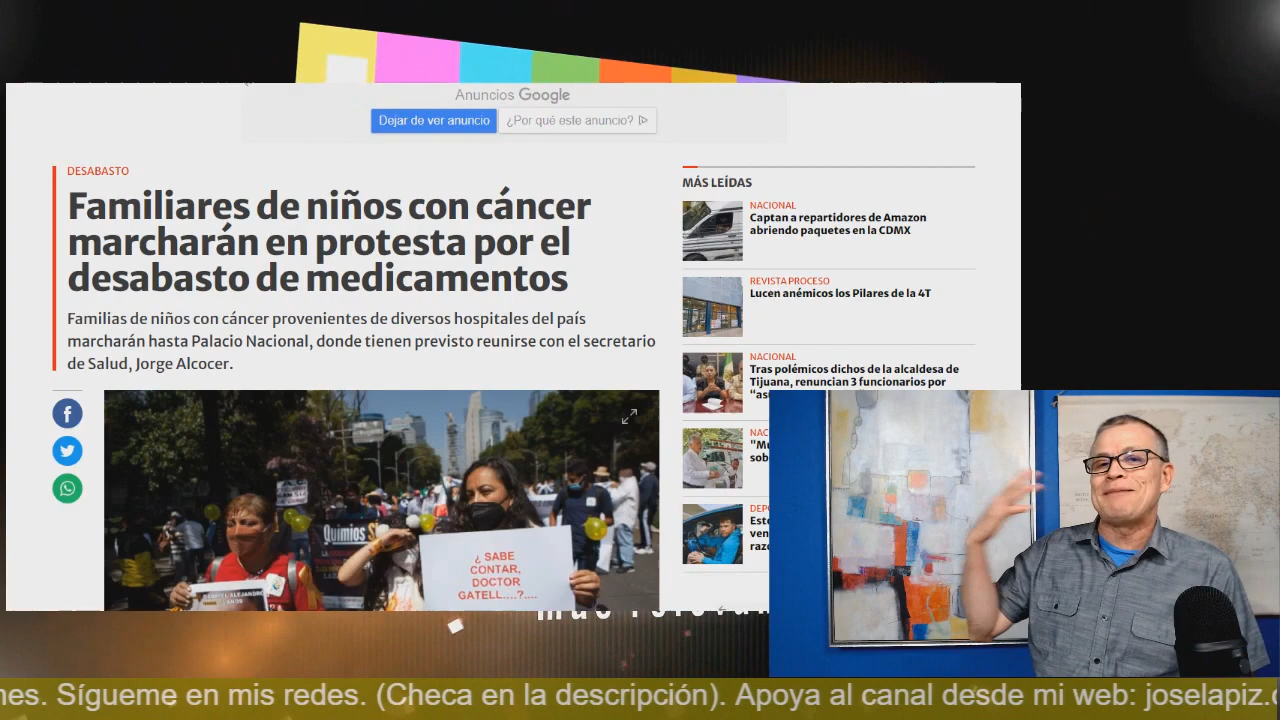 Anuncios Google
Dejar de ver anuncio
¿Por qué este anuncio?
DESABASTO
Familiares de niños con cáncer
marcharán en protesta por el
desabasto de medicamentos
Familias de niños con cáncer provenientes de diversos hospitales del país
marcharán hasta Palacio Nacional, donde tienen previsto reunirse con el secretario
de Salud, Jorge Alcocer.
Quimios
¿ SABE
CONTAR,
DOCTOR
GATELL....?....
MÁS LEÍDAS
NACIONAL
Captan a repartidores de Amazon
abriendo paquetes en la CDMX
REVISTA PROCESO
Lucen anémicos los Pilares de la 4T
NACIONAL
Tras polémicos dichos de la alcaldesa de
Tijuana, renuncian 3 funcionarios por
nes. Sígueme en mis redes. (Checa en la descripción). Apoya al canal desde mi web: joselapiz.